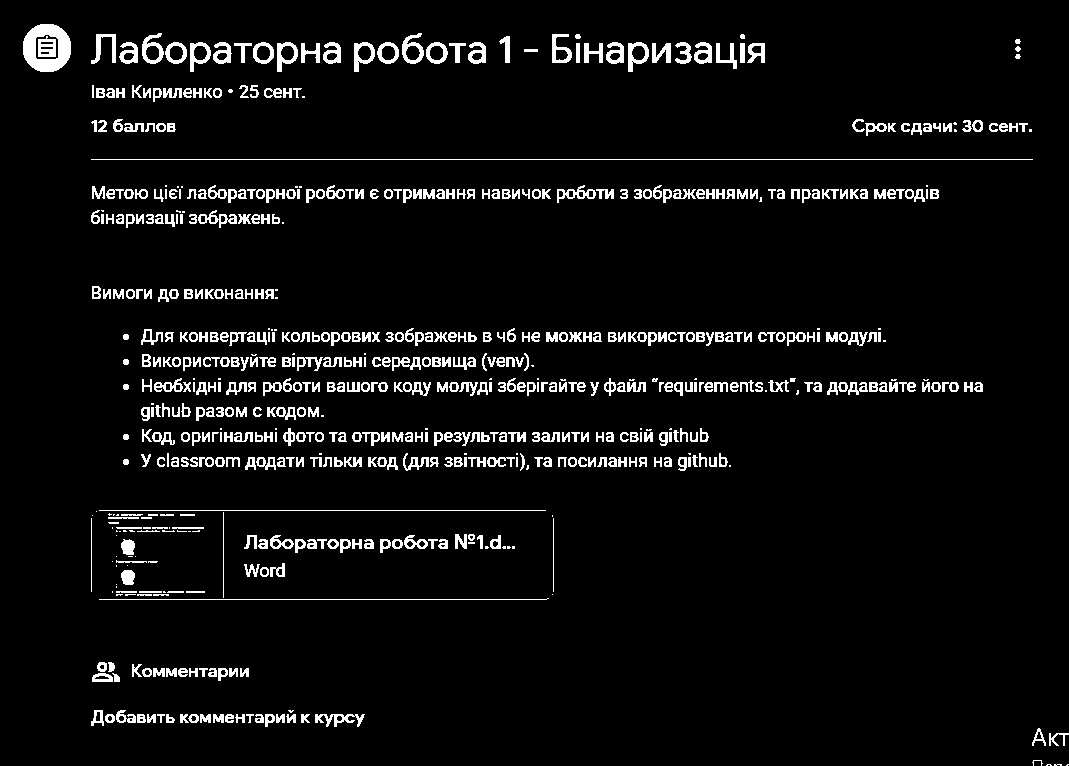 Лабораторна робота 1 - Бінаризація
Іван Кириленко • 25 сент.
12 баллов
Срок сдачи: 30 сент.
Метою цієї лабораторної роботи є отримання навичок роботи з зображеннями, та практика методів
бінаризації зображень.
Вимоги до виконання:
• Для конвертації кольорових зображень в чб не можна використовувати стороні модулі.
• Використовуйте віртуальні середовища (venv).
• Необхідні для роботи вашого коду молуді зберігайте у файл “requirements.txt”, та додавайте його на
github разом с кодом.
• Код, оригінальні фото та отримані результати залити на свій github
• У classroom додати тільки код (для звітності), та посилання на github.
Лабораторна робота №1.d...
Word
Комментарии
Добавить комментарий к курсу
Акт